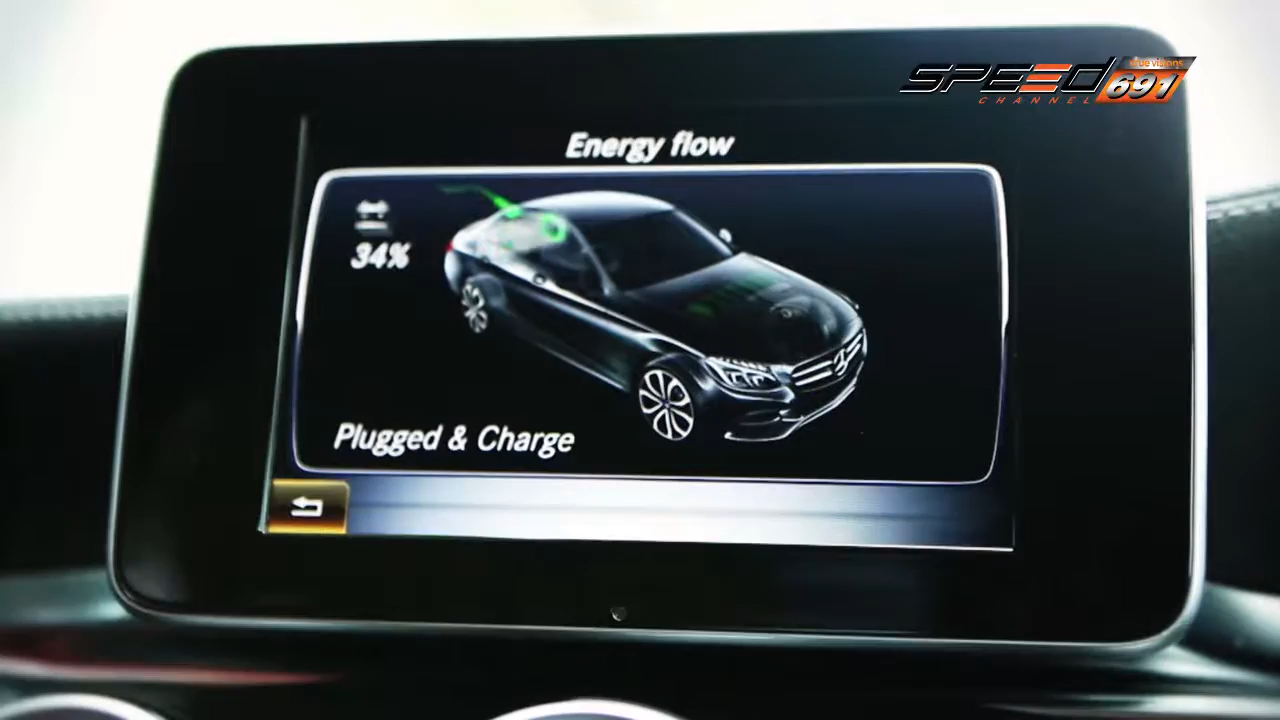 SPEED
true visions
CHANNEL 691
Energy flow
34%
Plugged & Charge